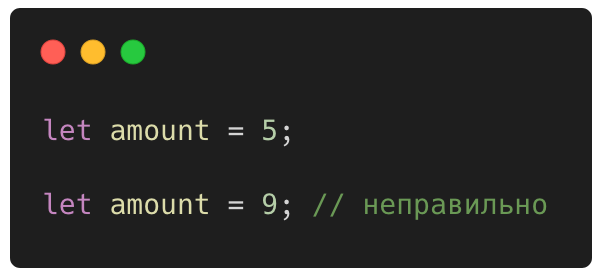 let amount = 5;
let amount = 9; // неправильно